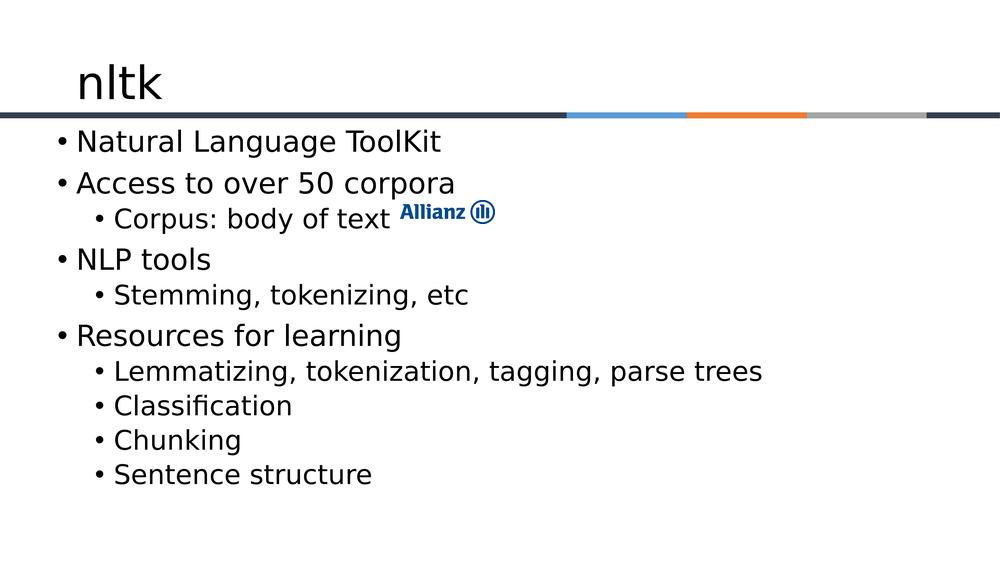 nltk
• Natural Language ToolKit
• Access to over 50 corpora
• Corpus: body of text Allianz
• NLP tools
• Stemming, tokenizing, etc
• Resources for learning
• Lemmatizing, tokenization, tagging, parse trees
• Classification
• Chunking
• Sentence structure